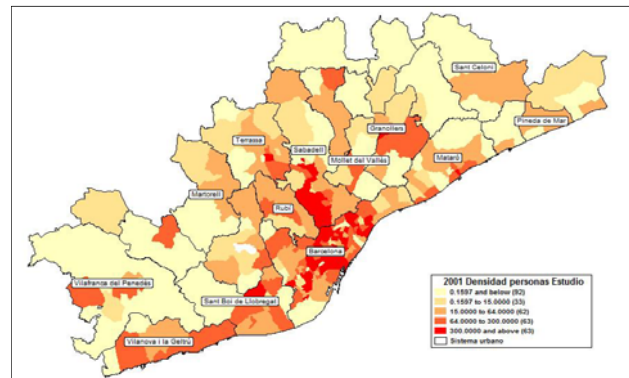 Sant Celoni
Pineda de Mar
Granollers
Terrassa
Sabadell
Mollet del Vallès
Mataró
Martorell
Rubí
Barcelona
Vilafranca del Penedès
Sant Boi de Llobregat
Vilanova i la Geltrú
2001 Densidad personas Estudio
0.1597 and below (92)
0.1597 to 15.0000 (33)
15.0000 to 64.0000 (62)
64.0000 to 300.0000 (63)
300.0000 and above (63)
Sistema urbano